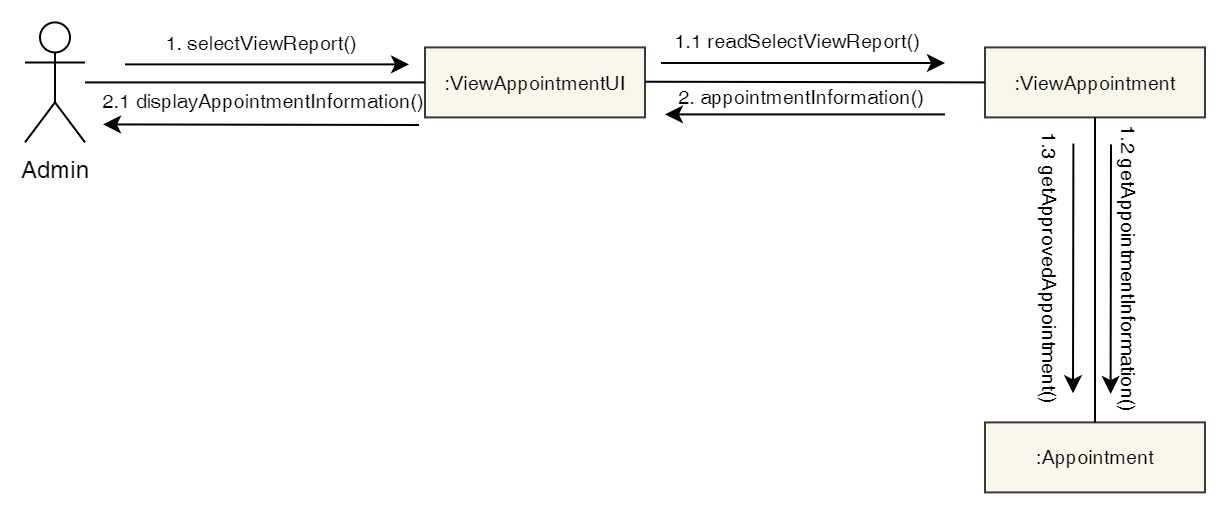 1. selectViewReport()
1.1 readSelectViewReport()
:ViewAppointmentUI
:ViewAppointment
2.1 displayAppointmentInformation()
2. appointmentInformation()
Admin
1.3 getApprovedAppointment()
1.2 getAppointmentInformation()
:Appointment